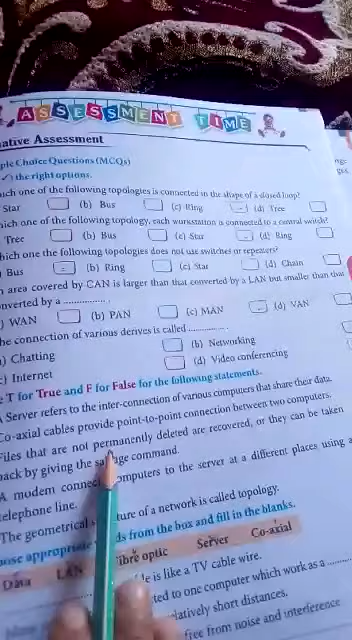 ASSESSMENT TIME
ative Assessment
ple Choice Questions (MCQs)
the right options.
ich one of the following topologies is connected in the shape of a closed loop?
Star (b) Bus (c) Ring (d) Tree
hich one of the following topology, each workstation is connected to a central switch?
Tree (b) Bus (c) Star (d) Ring
hich one the following topologies does not use switches or repeaters?
Bus (b) Ring (c) Star (d) Chain
area covered by CAN is larger than that converted by a LAN but smaller than that
nverted by a ................ .
) WAN (b) PAN (c) MAN (d) VAN
he connection of various derives is called ..............
) Chatting (b) Networking
) Internet (d) Video conferencing
e T for True and F for False for the following statements.
Server refers to the inter-connection of various computers that share their data.
Co-axial cables provide point-to-point connection between two computers.
Files that are not permanently deleted are recovered, or they can be taken
back by giving the command.
A modem connec computers to the server at a different places using a
telephone line.
The geometrical ture of a network is called topology.
ose appropriate ds from the box and fill in the blanks.
Data LAN ibre optic Server Co-axial
le is like a TV cable wire.
ted to one computer which work as a ........
latively short distances.
free from noise and interference